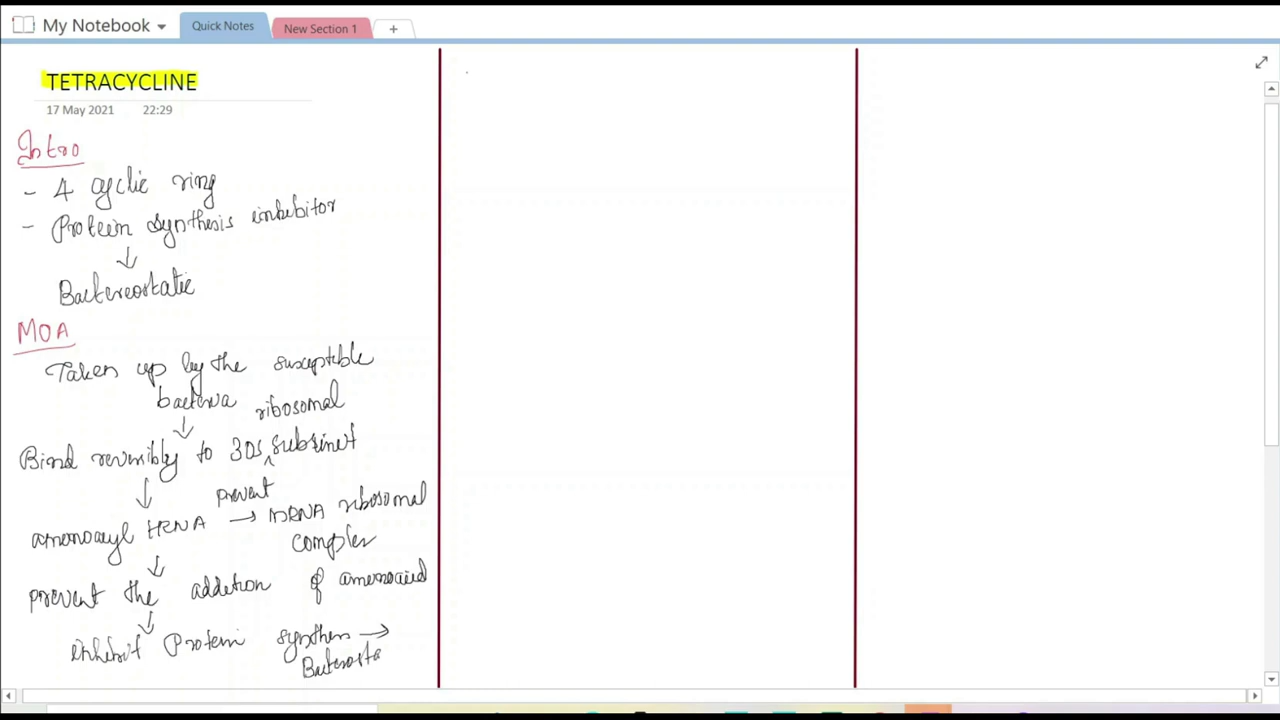 My Notebook
Quick Notes
New Section 1
+
TETRACYCLINE
17 May 2021 22:29
Intro
- 4 cyclic ring
- Protein synthesis inhibitor
↓
Bacteriostatic
MOA
Taken up by the susceptible
bacteria
↓
ribosomal
Bind reversibly to 30s ^ subunit
↓
prevent
aminoacyl tRNA → mRNA ribosomal
complex
↓
prevent the addition of aminoacid
↓
inhibit Protein synthesis →
Bacteriosta